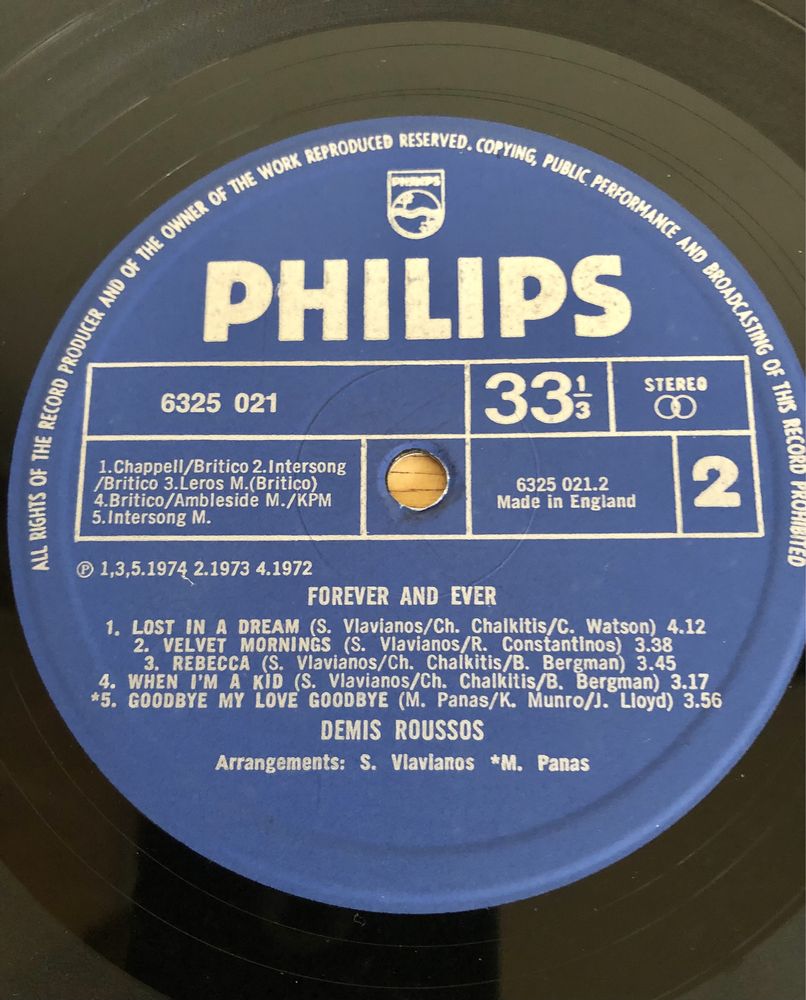 ALL RIGHTS OF THE RECORD PRODUCER AND OF THE OWNER OF THE WORK REPRODUCED RESERVED. COPYING, PUBLIC PERFORMANCE AND BROADCASTING OF THIS RECORD PROHIBITED
PHILIPS
PHILIPS
6325 021
33 1/3
STEREO
1.Chappell/Britico 2.Intersong
/Britico 3.Leros M.(Britico)
4.Britico/Ambleside M./KPM
5.Intersong M.
6325 021.2
Made in England
2
℗ 1,3,5.1974 2.1973 4.1972
FOREVER AND EVER
1. LOST IN A DREAM (S. Vlavianos/Ch. Chalkitis/C. Watson) 4.12
2. VELVET MORNINGS (S. Vlavianos/R. Constantinos) 3.38
3. REBECCA (S. Vlavianos/Ch. Chalkitis/B. Bergman) 3.45
4. WHEN I'M A KID (S. Vlavianos/Ch. Chalkitis/B. Bergman) 3.17
*5. GOODBYE MY LOVE GOODBYE (M. Panas/K. Munro/J. Lloyd) 3.56
DEMIS ROUSSOS
Arrangements: S. Vlavianos *M. Panas